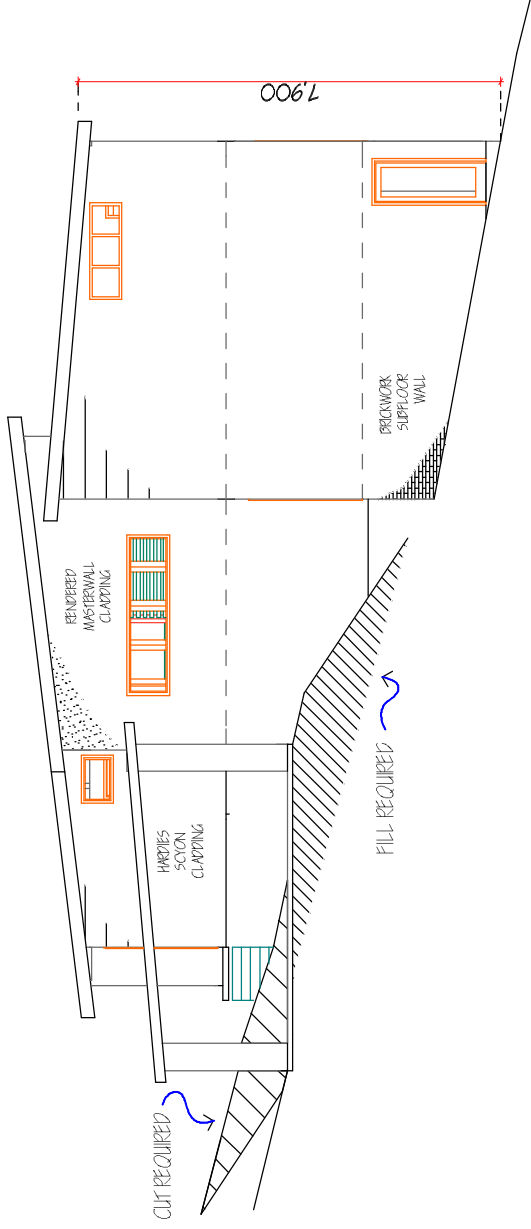 7,900
BRICKWORK
SUBFLOOR
WALL
RENDERED
MASTERWALL
CLADDING
FILL REQUIRED
HARDIES
SCYON
CLADDING
CUT REQUIRED